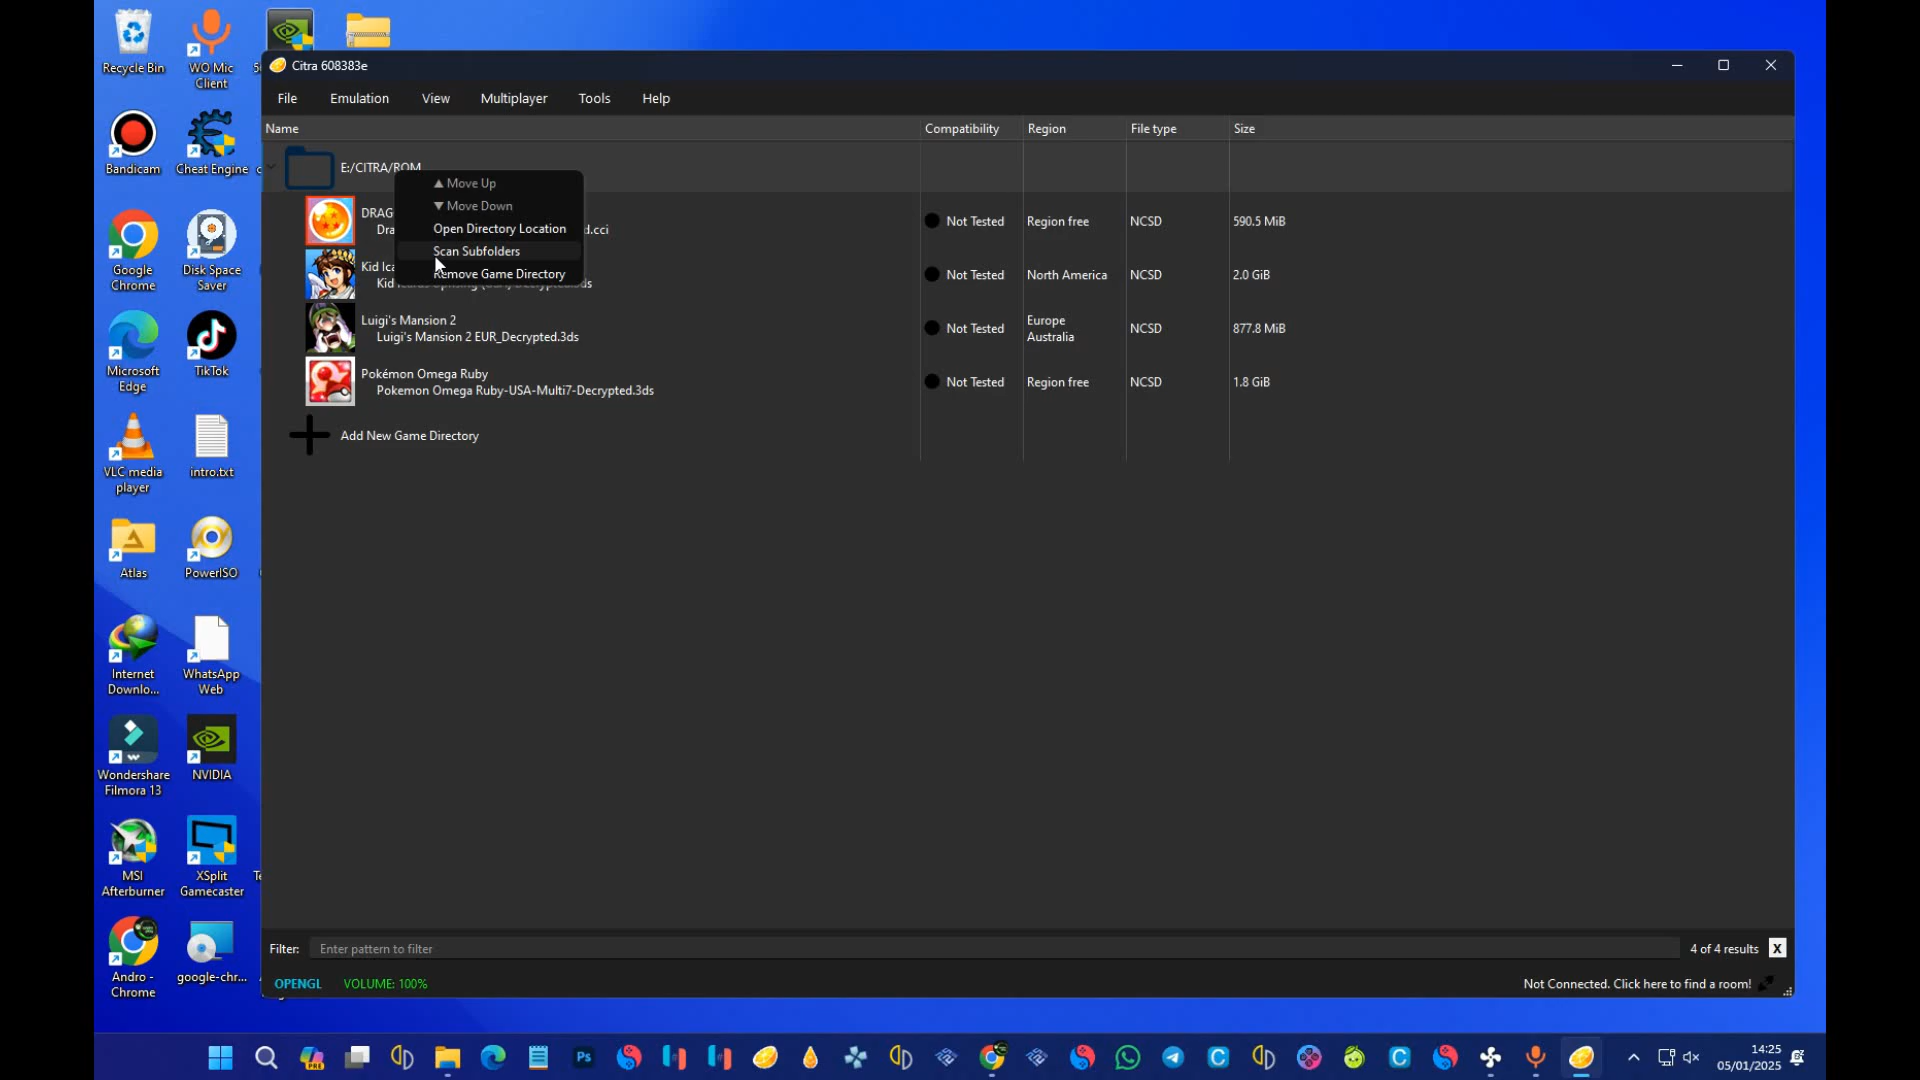 Recycle Bin
WO Mic
Client
Bandicam
Cheat Engine
Google
Chrome
Disk Space
Saver
Microsoft
Edge
TikTok
VLC media
player
intro.txt
Atlas
PowerISO
Internet
Downlo...
WhatsApp
Web
Wondershare
Filmora 13
NVIDIA
MSI
Afterburner
XSplit
Gamecaster
Andro -
Chrome
google-chr...
Citra 608383e
File Emulation View Multiplayer Tools Help
Name Compatibility Region File type Size
E:/CITRA/ROM
▲ Move Up
▼ Move Down
Open Directory Location
Scan Subfolders
Remove Game Directory
DRAG
Dra d.cci
Not Tested Region free NCSD 590.5 MiB
Kid Ica
Not Tested North America NCSD 2.0 GiB
Luigi's Mansion 2
Luigi's Mansion 2 EUR_Decrypted.3ds
Not Tested Europe
Australia NCSD 877.8 MiB
Pokémon Omega Ruby
Pokemon Omega Ruby-USA-Multi7-Decrypted.3ds
Not Tested Region free NCSD 1.8 GiB
Add New Game Directory
Filter: Enter pattern to filter 4 of 4 results X
OPENGL VOLUME: 100% Not Connected. Click here to find a room!
PRE
Ps
14:25
05/01/2025